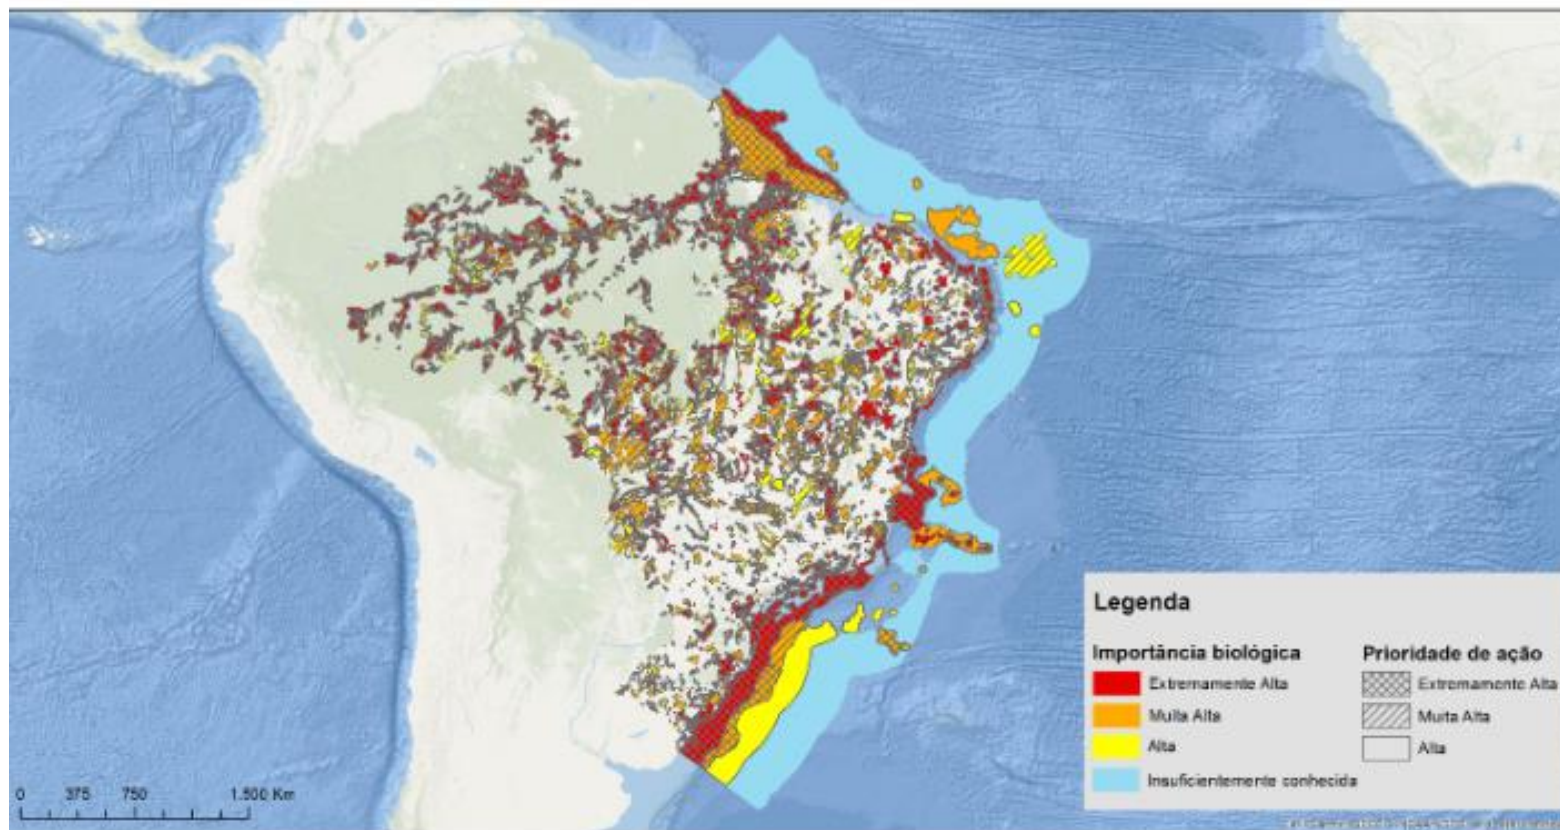 Legenda
Importância biológica
Prioridade de ação
Extremamente Alta
Extremamente Alta
Muita Alta
Muita Alta
Alta
Alta
Insuficientemente conhecida
0 375 750 1.500 Km